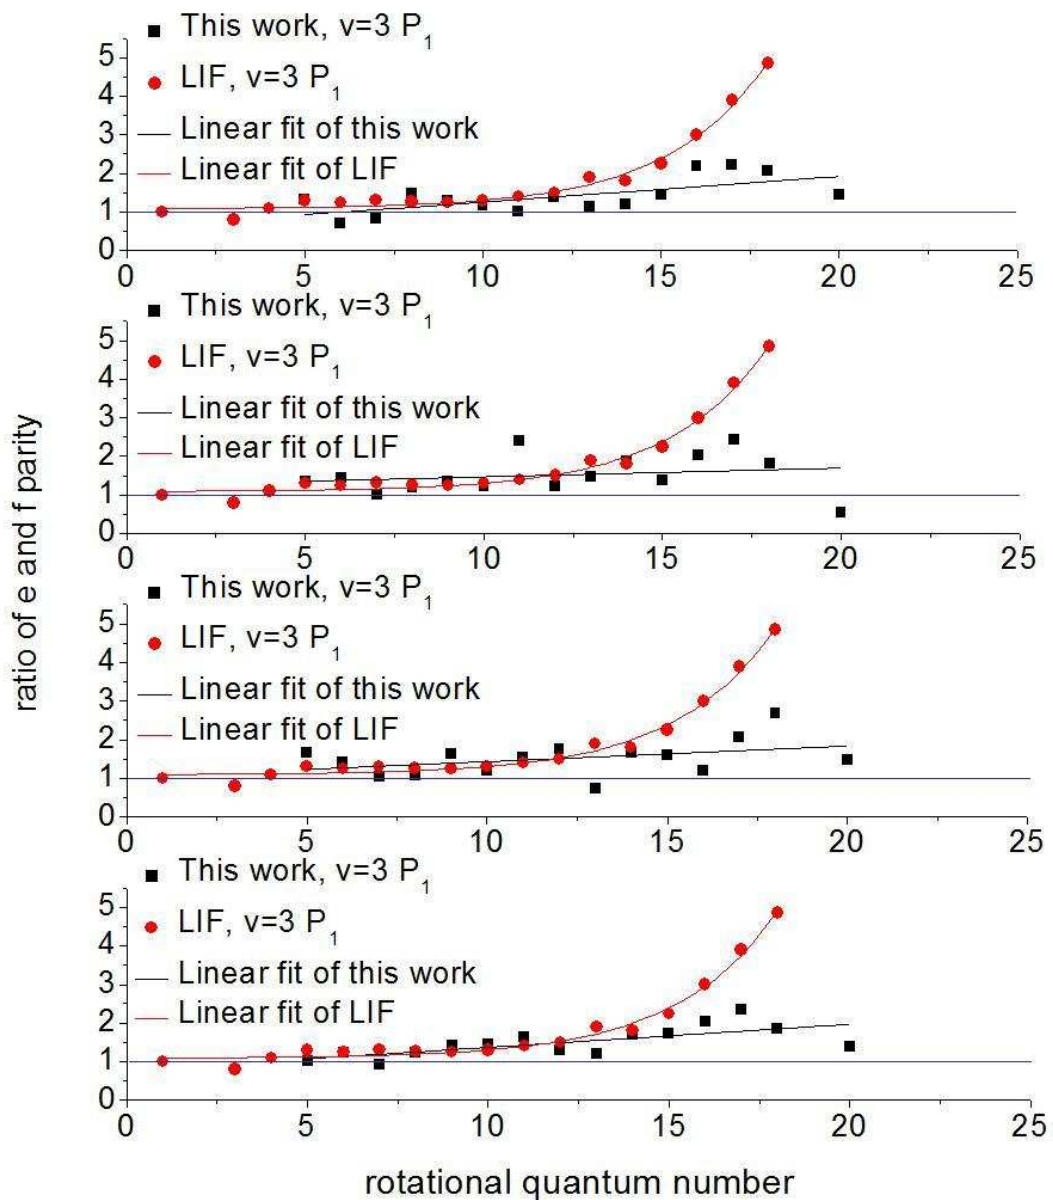 This work, v=3 P1
5
LIF, v=3 P1
4
Linear fit of this work
3
Linear fit of LIF
2
1
0
0 5 10 15 20 25
This work, v=3 P1
5
LIF, v=3 P1
4
Linear fit of this work
3
Linear fit of LIF
2
1
0
0 5 10 15 20 25
ratio of e and f parity
This work, v=3 P1
5
LIF, v=3 P1
4
Linear fit of this work
3
Linear fit of LIF
2
1
0
0 5 10 15 20 25
This work, v=3 P1
5
LIF, v=3 P1
4
Linear fit of this work
3
Linear fit of LIF
2
1
0
0 5 10 15 20 25
rotational quantum number